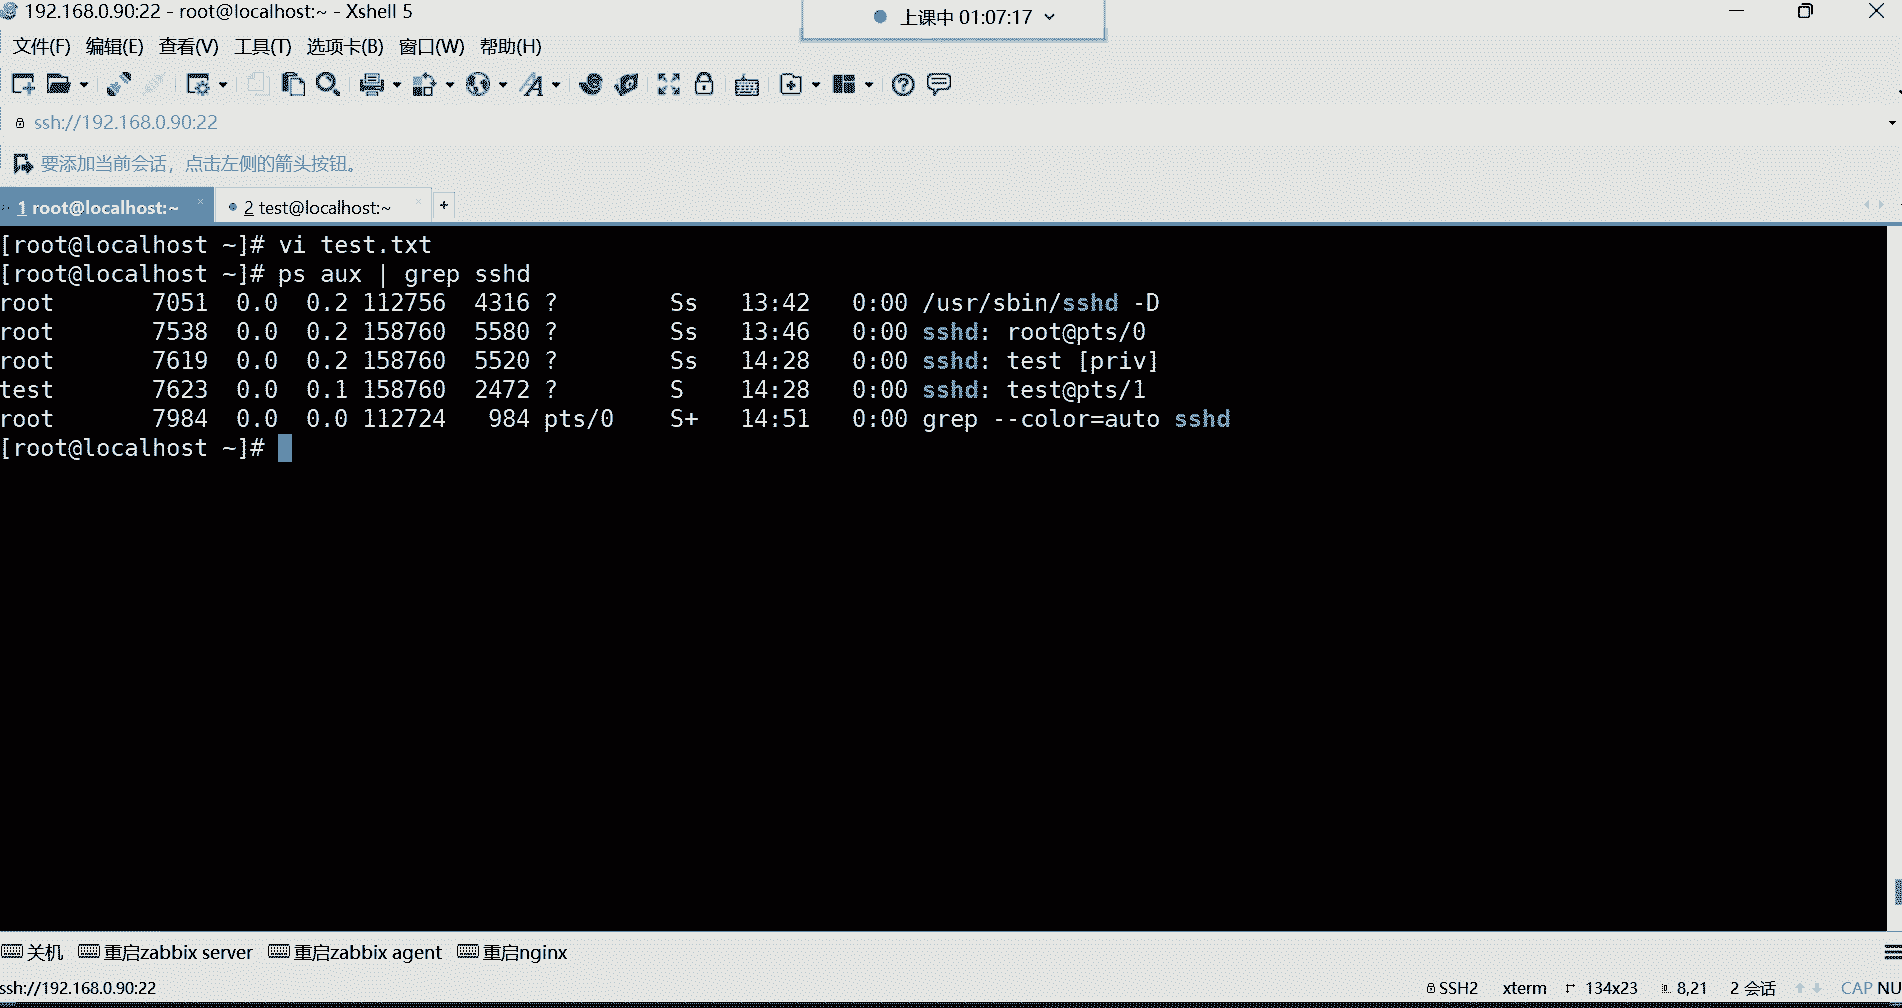 192.168.0.90:22 - root@localhost:~ - Xshell 5
上课中 01:07:17
文件(F) 编辑(E) 查看(V) 工具(T) 选项卡(B) 窗口(W) 帮助(H)
ssh://192.168.0.90:22
要添加当前会话，点击左侧的箭头按钮。
1 root@localhost:~ 2 test@localhost:~
[root@localhost ~]# vi test.txt
[root@localhost ~]# ps aux | grep sshd
root 7051 0.0 0.2 112756 4316 ? Ss 13:42 0:00 /usr/sbin/sshd -D
root 7538 0.0 0.2 158760 5580 ? Ss 13:46 0:00 sshd: root@pts/0
root 7619 0.0 0.2 158760 5520 ? Ss 14:28 0:00 sshd: test [priv]
test 7623 0.0 0.1 158760 2472 ? S 14:28 0:00 sshd: test@pts/1
root 7984 0.0 0.0 112724 984 pts/0 S+ 14:51 0:00 grep --color=auto sshd
[root@localhost ~]#
关机 重启zabbix server 重启zabbix agent 重启nginx
ssh://192.168.0.90:22 SSH2 xterm 134x23 8,21 2 会话 CAP NU